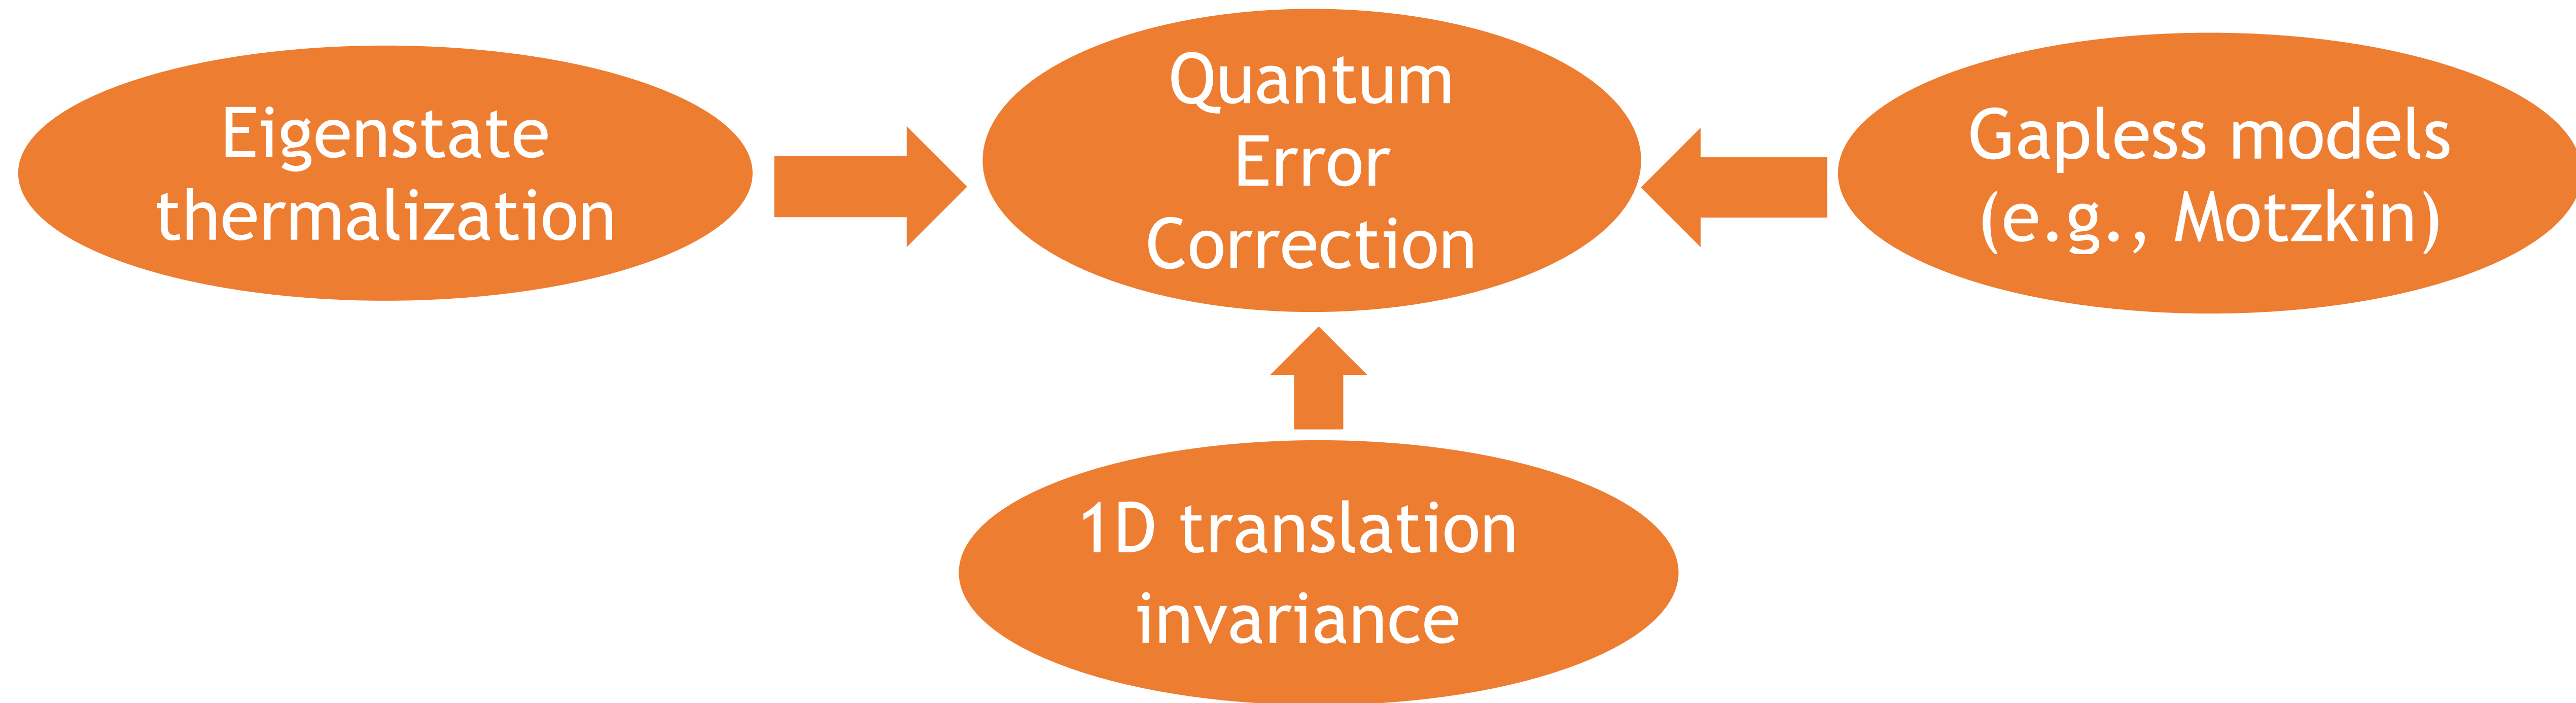 Eigenstate
thermalization
Quantum
Error
Correction
Gapless models
(e.g., Motzkin)
1D translation
invariance